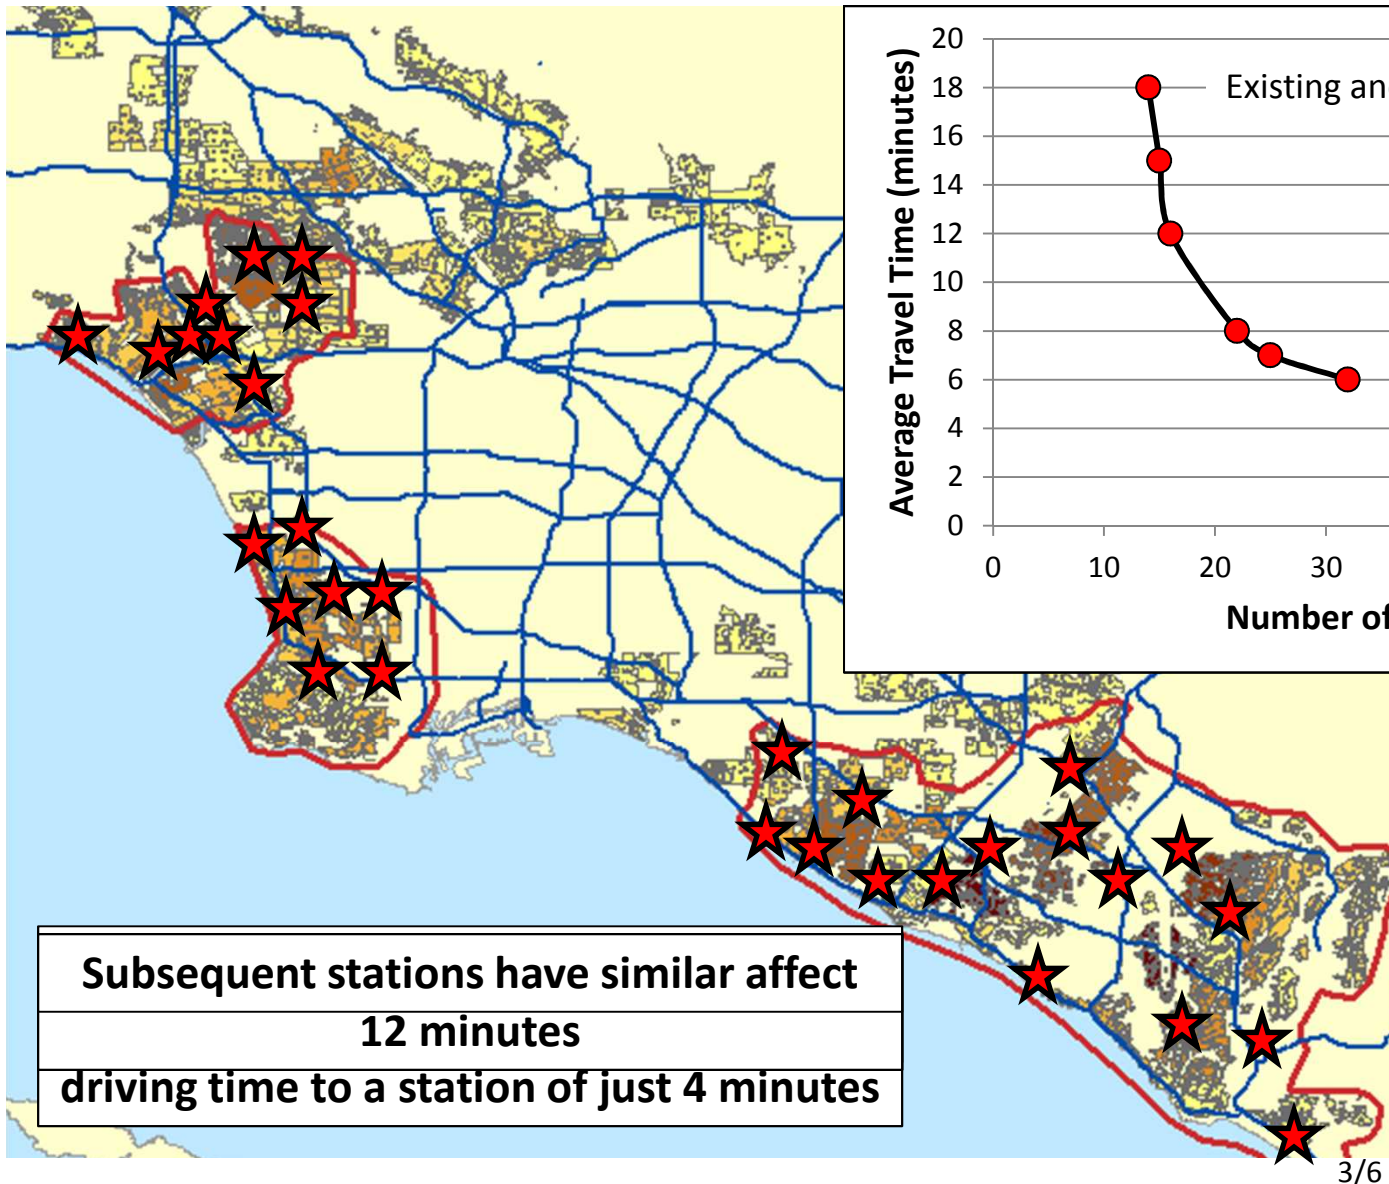 20
18
16
14
12
10
8
6
4
2
0
Average Travel Time (minutes)
Existing an
0 10 20 30
Number of
Subsequent stations have similar affect
12 minutes
driving time to a station of just 4 minutes
3/6